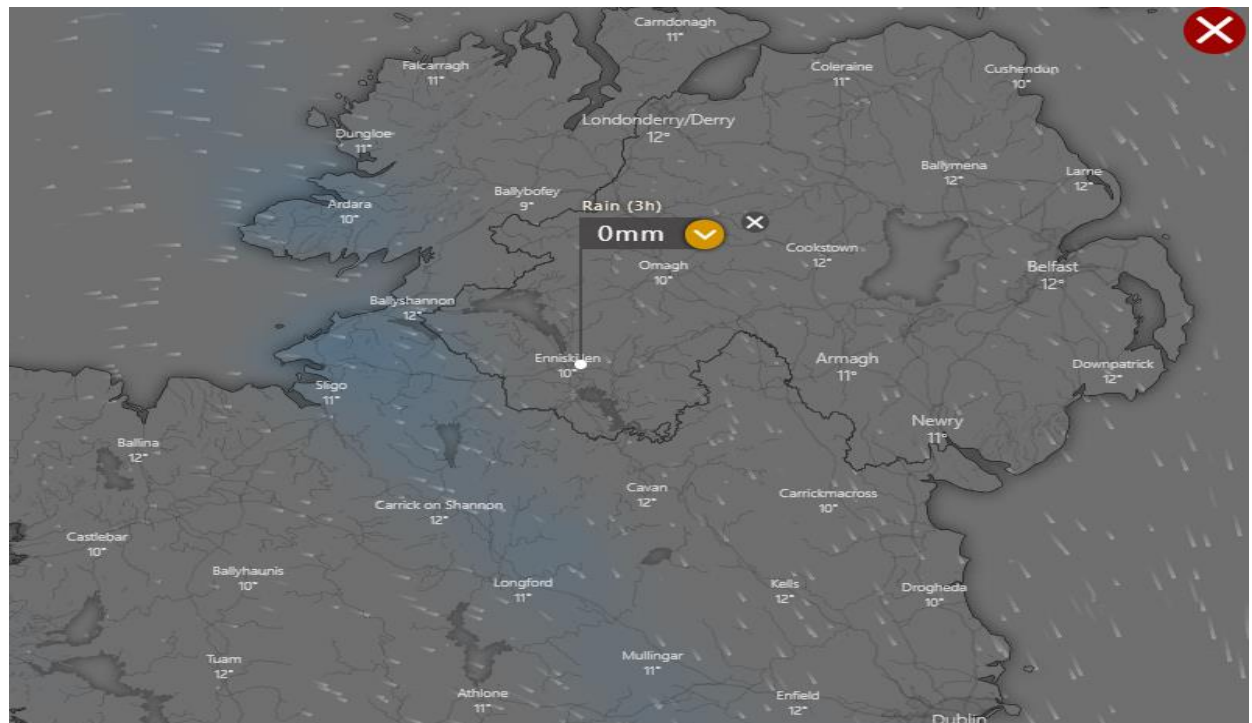 Carndonagh
11°
Falcarragh
11°
Coleraine
11°
Cushendun
10°
Londonderry/Derry
12°
Dungloe
11°
Ballymena
12°
Larne
12°
Ballybofey
9°
Ardara
10°
Rain (3h)
0mm
Cookstown
12°
Omagh
10°
Belfast
12°
Ballyshannon
12°
Enniskillen
10°
Armagh
11°
Downpatrick
12°
Sligo
11°
Newry
11°
Ballina
12°
Cavan
12°
Carrickmacross
10°
Carrick on Shannon
12°
Castlebar
10°
Ballyhaunis
10°
Longford
11°
Kells
12°
Drogheda
10°
Tuam
12°
Mullingar
11°
Athlone
11°
Enfield
12°
Dublin